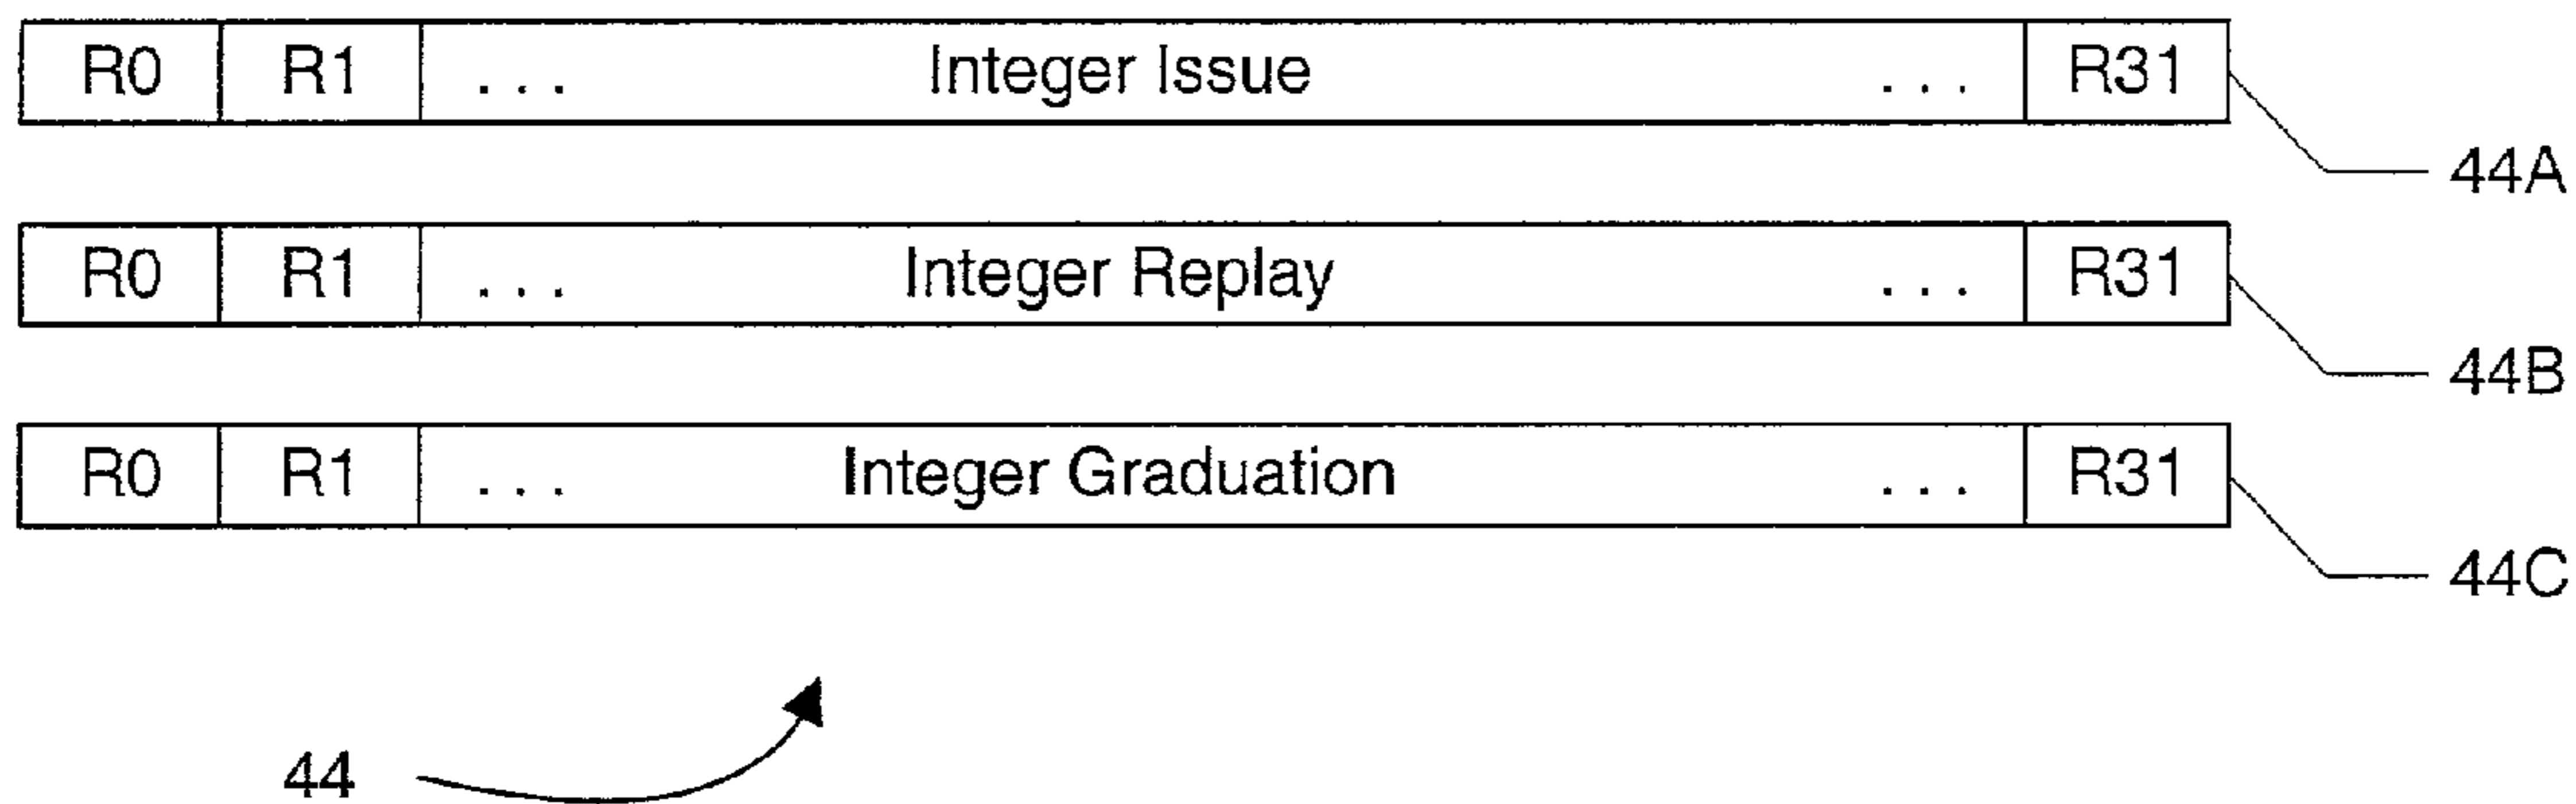 R0 R1 . . . Integer Issue . . . R31
44A
R0 R1 . . . Integer Replay . . . R31
44B
R0 R1 . . . Integer Graduation . . . R31
44C
44